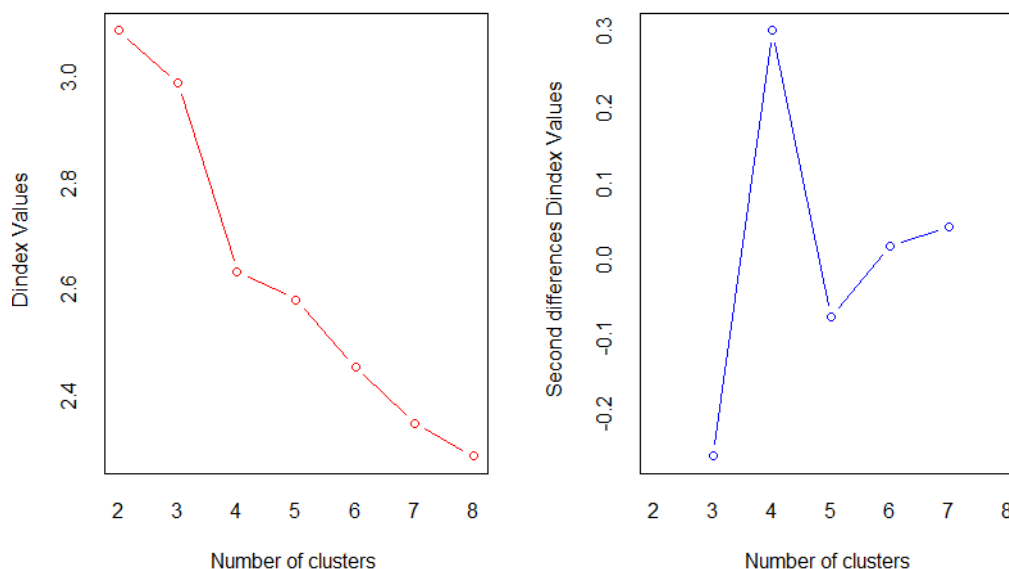 Dindex Values
3.0
2.8
2.6
2.4
2 3 4 5 6 7 8
Number of clusters
Second differences Dindex Values
0.3
0.2
0.1
0.0
-0.1
-0.2
2 3 4 5 6 7 8
Number of clusters